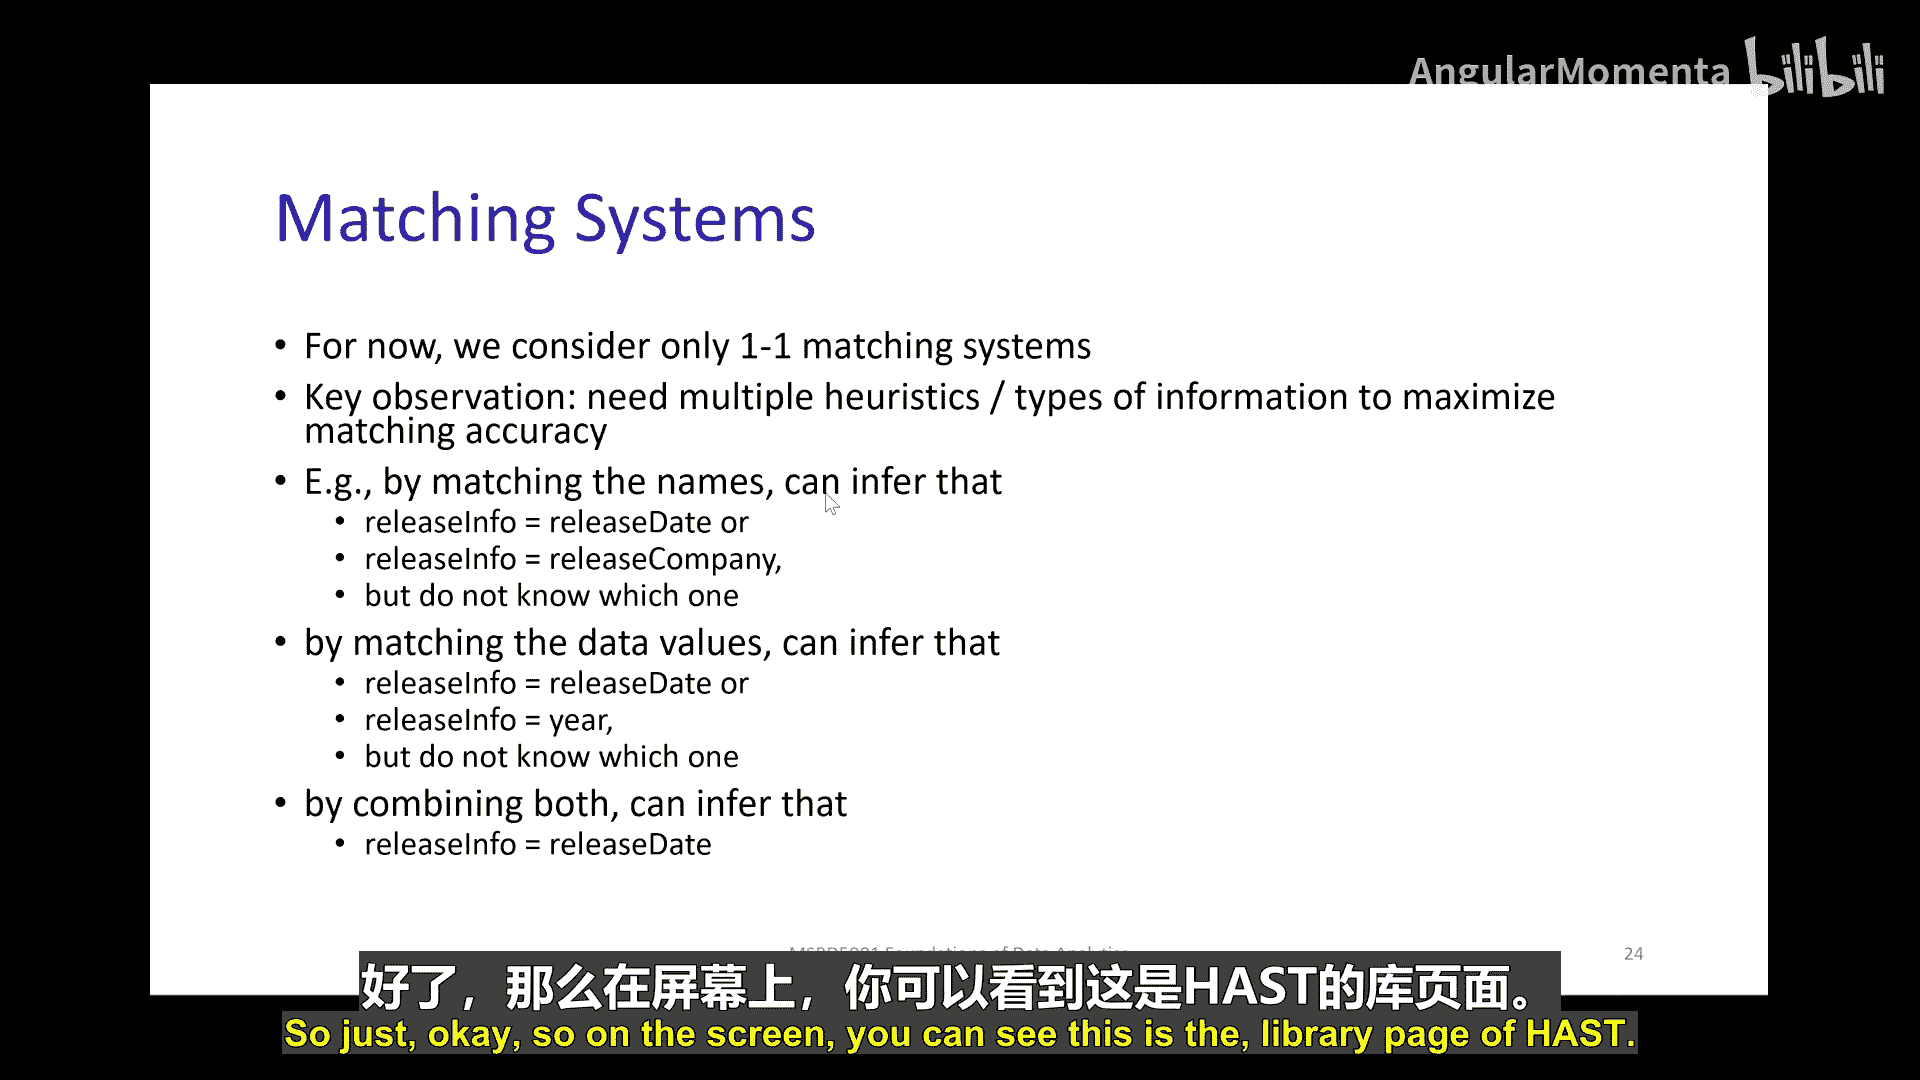 AngularMomenta bilibili
Matching Systems
• For now, we consider only 1-1 matching systems
• Key observation: need multiple heuristics / types of information to maximize
matching accuracy
• E.g., by matching the names, can infer that
• releaseInfo = releaseDate or
• releaseInfo = releaseCompany,
• but do not know which one
• by matching the data values, can infer that
• releaseInfo = releaseDate or
• releaseInfo = year,
• but do not know which one
• by combining both, can infer that
• releaseInfo = releaseDate
24
好了，那么在屏幕上，你可以看到这是HAST的库页面。
So just, okay, so on the screen, you can see this is the, library page of HAST.